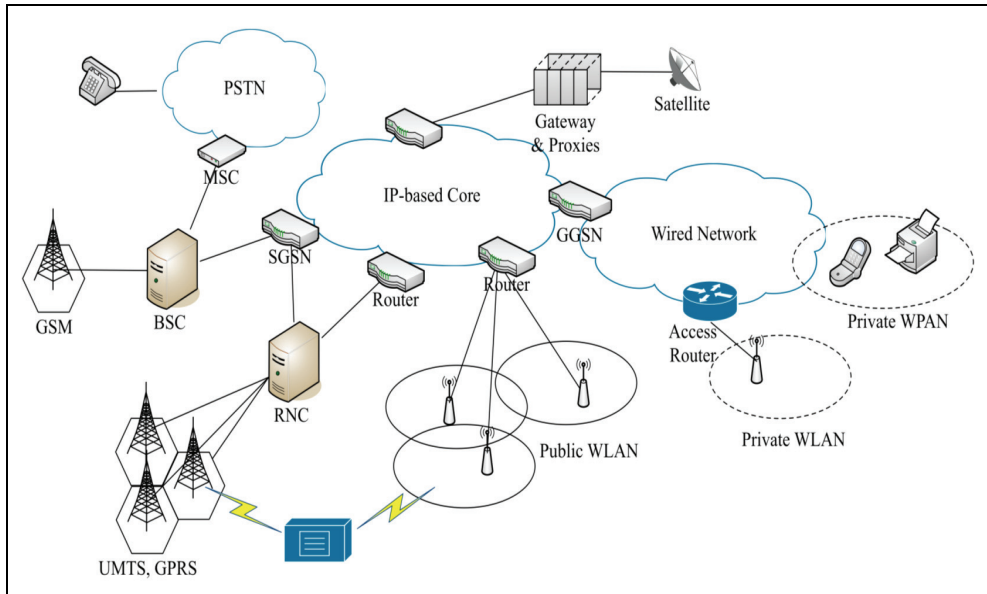 PSTN
MSC
Gateway
& Proxies
Satellite
IP-based Core
GGSN
Wired Network
SGSN
Router
Router
GSM
BSC
Access
Router
Private WPAN
RNC
Public WLAN
Private WLAN
UMTS, GPRS